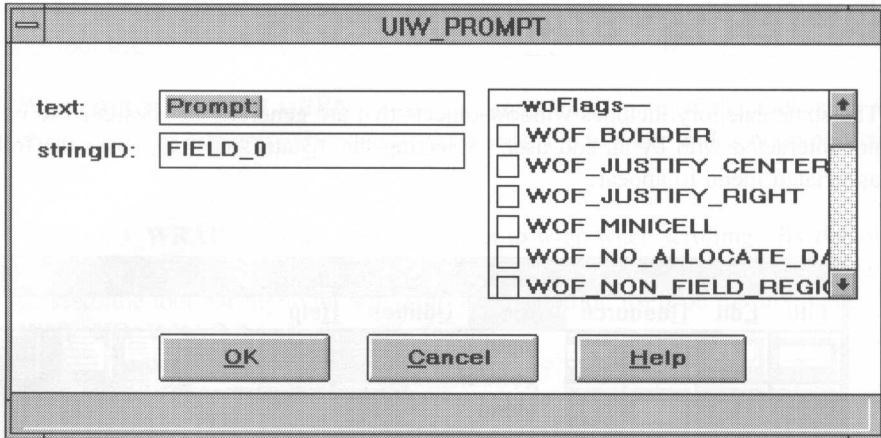 UIW_PROMPT
text: Prompt:
stringID: FIELD_0
woFlags
WOF_BORDER
WOF_JUSTIFY_CENTER
WOF_JUSTIFY_RIGHT
WOF_MINICELL
WOF_NO_ALLOCATE_DA
WOF_NON_FIELD_REGIO
OK
Cancel
Help